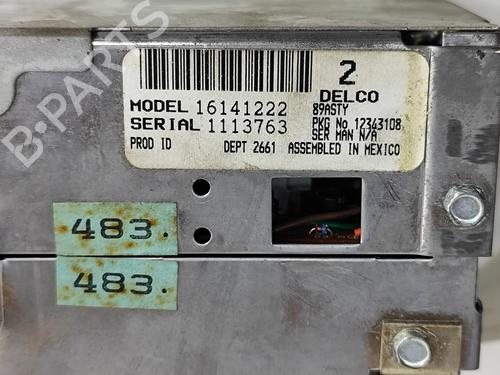 2
DELCO
MODEL 16141222 89ASTY
SERIAL 1113763 PKG No 12343108
SER MAN N/A
PROD ID DEPT 2661 ASSEMBLED IN MEXICO
483.
483.
B-Parts